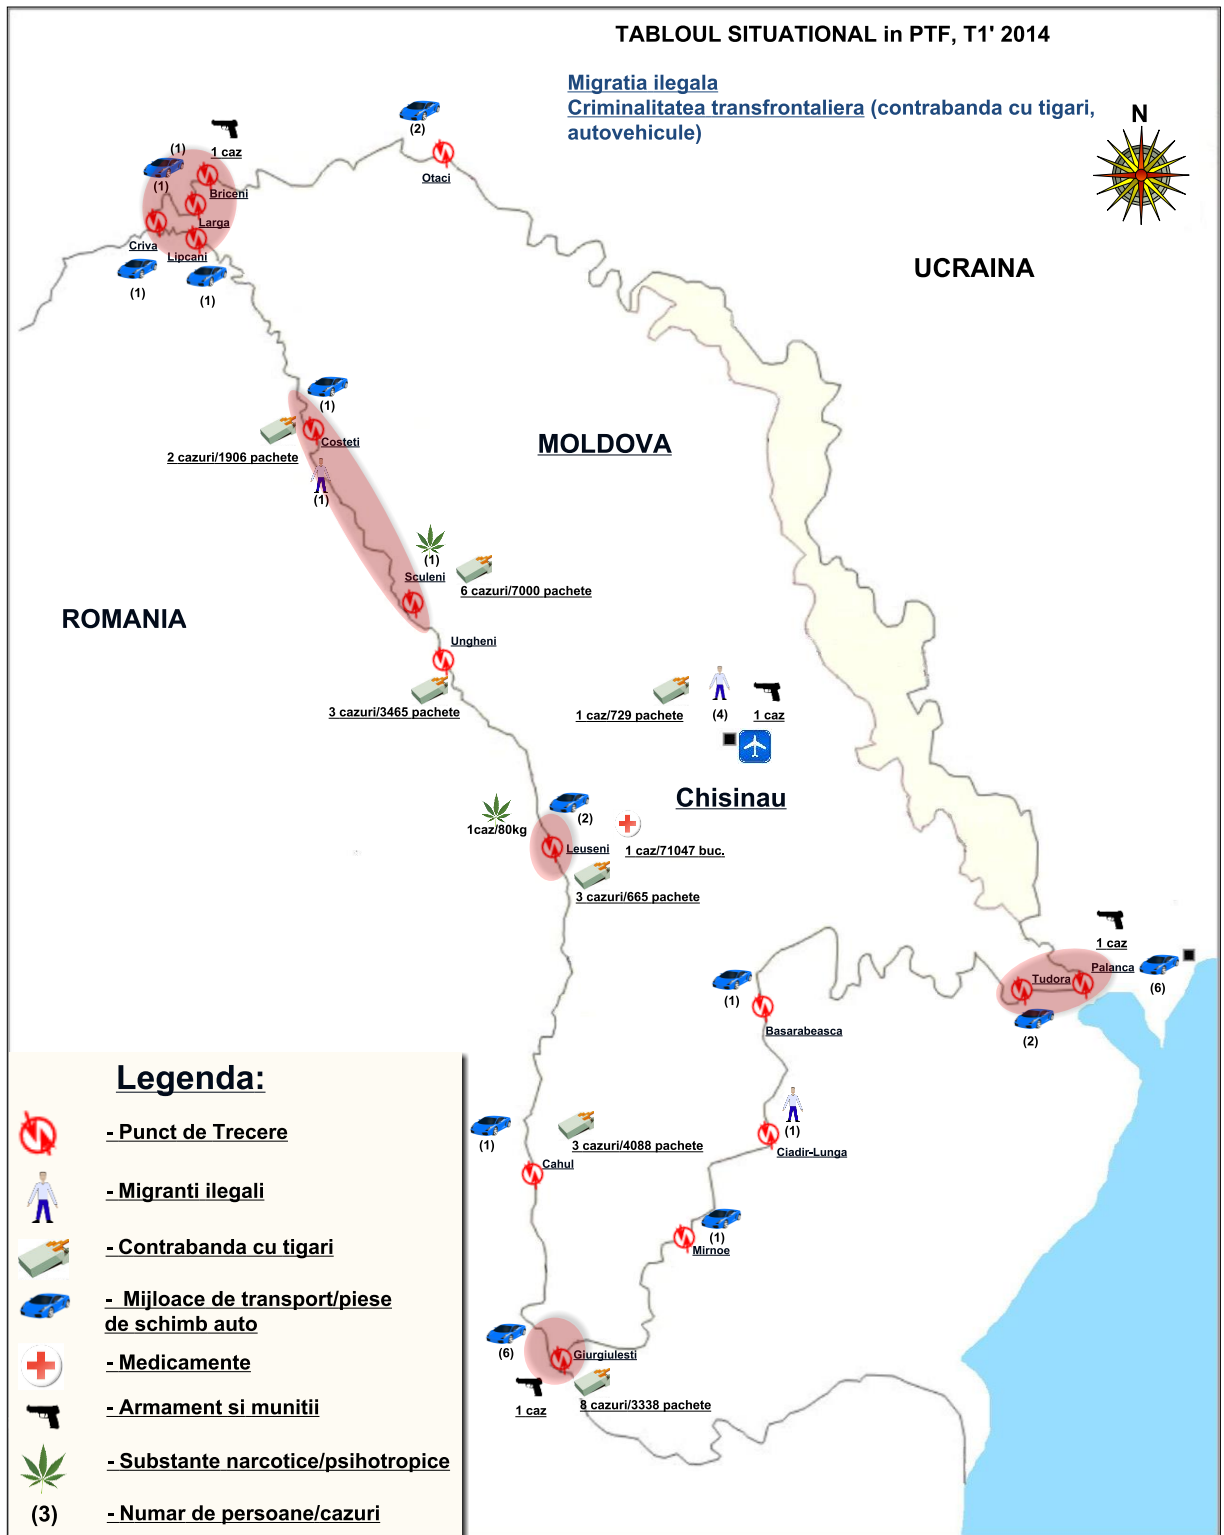 TABLOUL SITUATIONAL in PTF, T1' 2014
Migratia ilegala
Criminalitatea transfrontaliera (contrabanda cu tigari,
autovehicule)
N
(2)
Otaci
1 caz
(1)
(1)
Briceni
Larga
Criva
Lipcani
(1)
(1)
UCRAINA
(1)
Costeti
2 cazuri/1906 pachete
(1)
MOLDOVA
(1)
Sculeni
6 cazuri/7000 pachete
ROMANIA
Ungheni
3 cazuri/3465 pachete
1 caz/729 pachete
(4)
1 caz
Chisinau
1caz/80kg
(2)
Leuseni
1 caz/71047 buc.
3 cazuri/665 pachete
1 caz
Palanca
Tudora
(6)
(2)
(1)
Basarabeasca
(1)
Ciadir-Lunga
(1)
3 cazuri/4088 pachete
Cahul
(1)
Mirnoe
(6)
Giurgiulesti
1 caz
8 cazuri/3338 pachete
Legenda:
- Punct de Trecere
- Migranti ilegali
- Contrabanda cu tigari
- Mijloace de transport/piese
de schimb auto
- Medicamente
- Armament si munitii
- Substante narcotice/psihotropice
(3) - Numar de persoane/cazuri